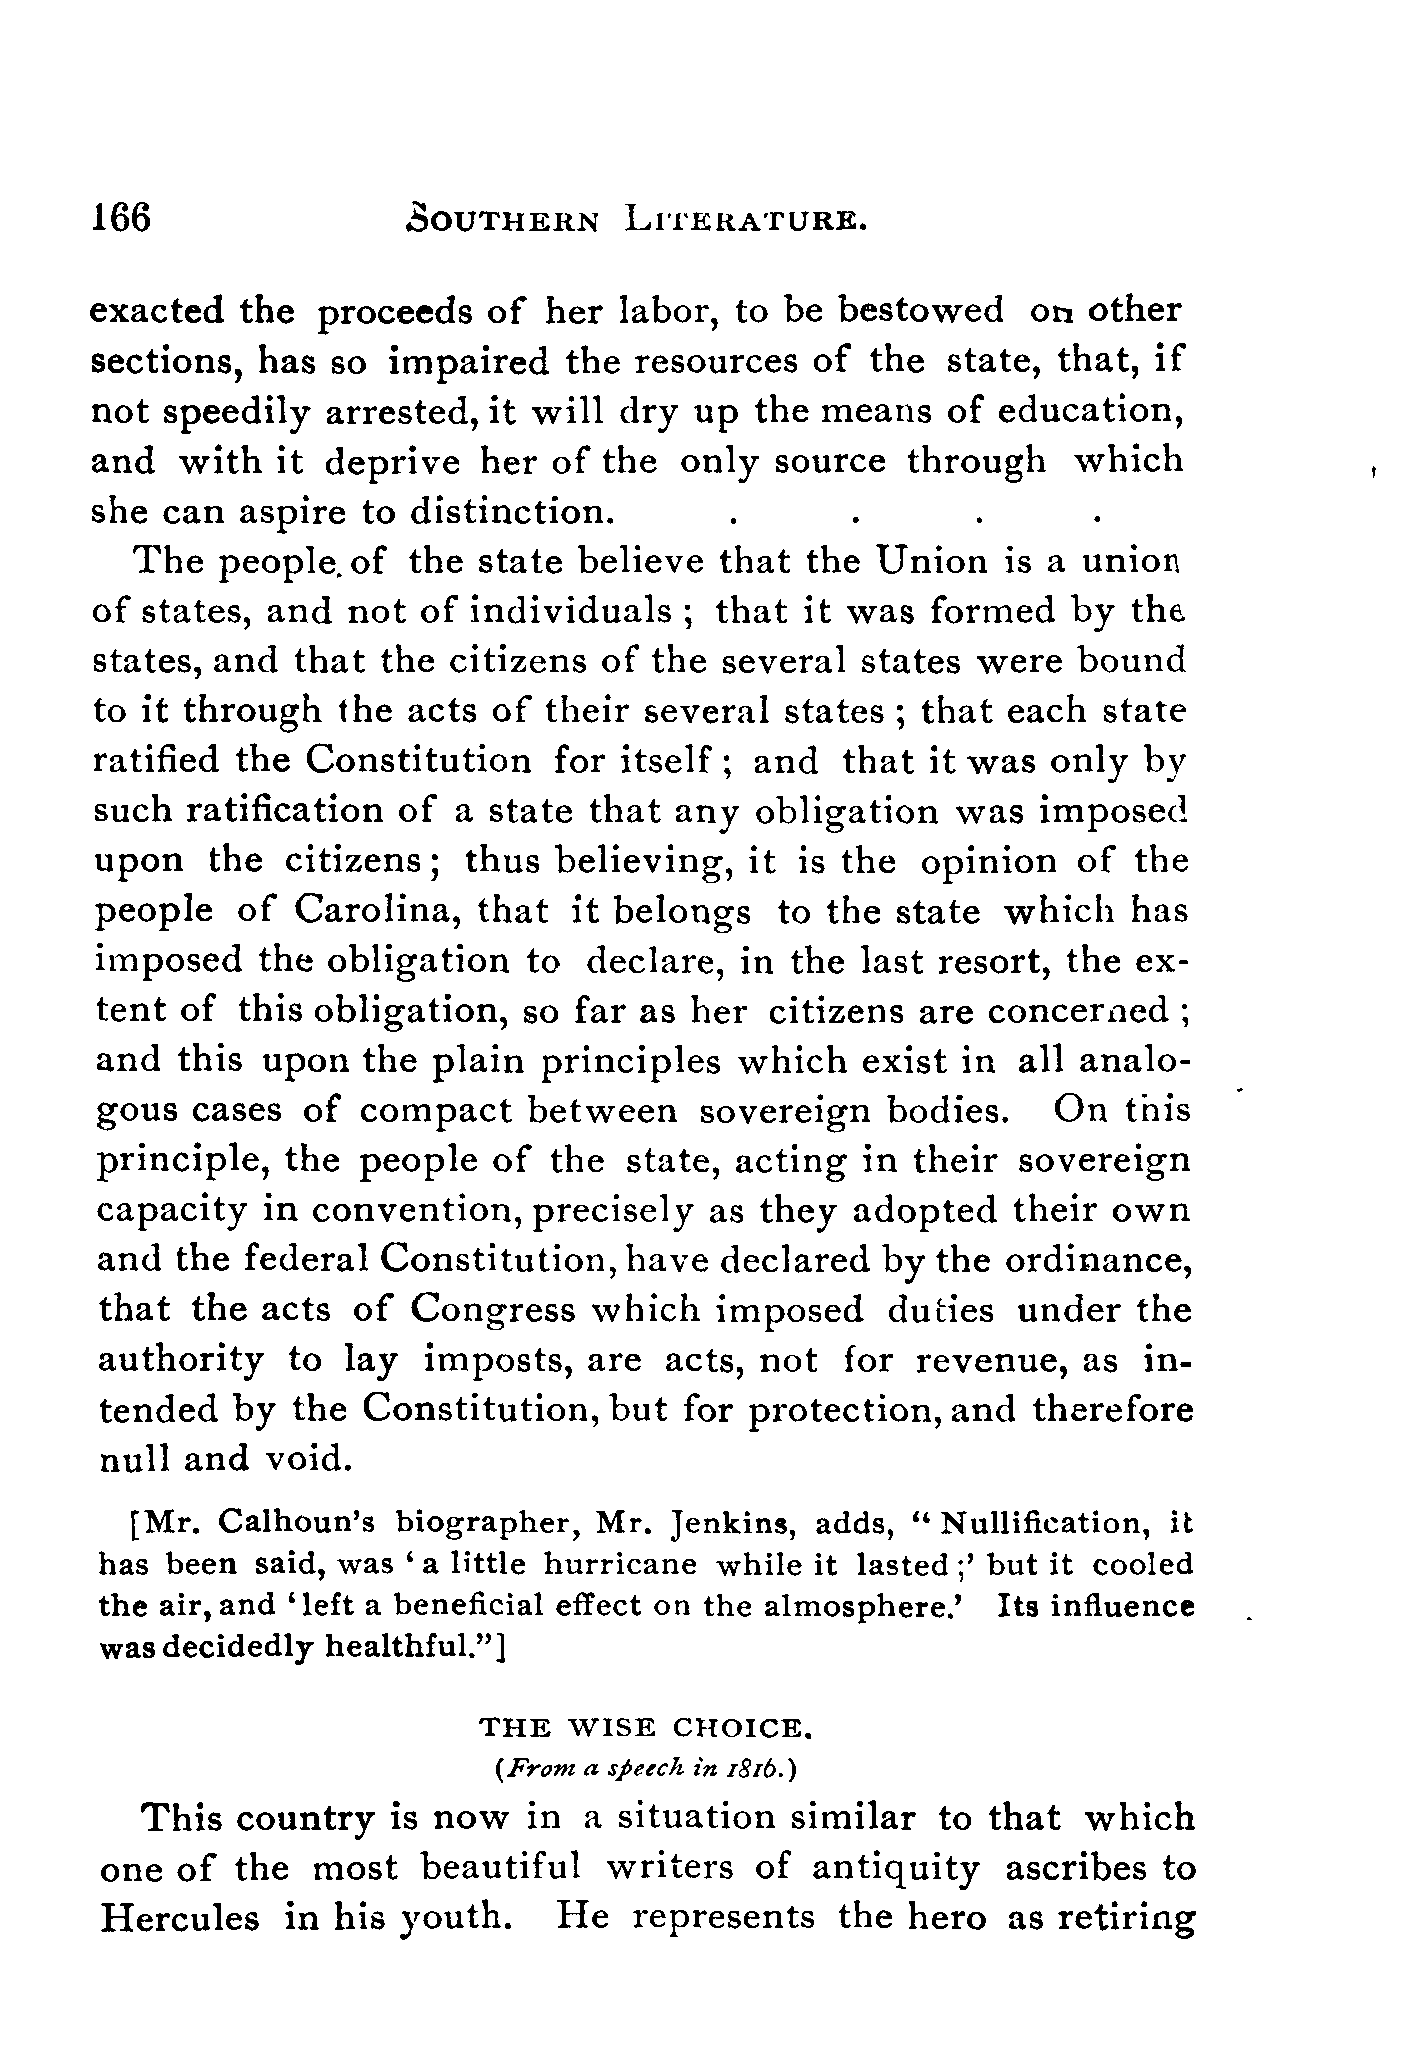 166 SOUTHERN LITERATURE.
exacted the proceeds of her labor, to be bestowed on other
sections, has so impaired the resources of the state, that, if
not speedily arrested, it will dry up the means of education,
and with it deprive her of the only source through which
she can aspire to distinction. . . . .
The people. of the state believe that the Union is a union
of states, and not of individuals ; that it was formed by the
states, and that the citizens of the several states were bound
to it through the acts of their several states ; that each state
ratified the Constitution for itself ; and that it was only by
such ratification of a state that any obligation was imposed
upon the citizens ; thus believing, it is the opinion of the
people of Carolina, that it belongs to the state which has
imposed the obligation to declare, in the last resort, the ex-
tent of this obligation, so far as her citizens are concerned ;
and this upon the plain principles which exist in all analo-
gous cases of compact between sovereign bodies. On this
principle, the people of the state, acting in their sovereign
capacity in convention, precisely as they adopted their own
and the federal Constitution, have declared by the ordinance,
that the acts of Congress which imposed duties under the
authority to lay imposts, are acts, not for revenue, as in-
tended by the Constitution, but for protection, and therefore
null and void.
[Mr. Calhoun's biographer, Mr. Jenkins, adds, “ Nullification, it
has been said, was ‘ a little hurricane while it lasted ;’ but it cooled
the air, and ‘ left a beneficial effect on the almosphere.’ Its influence
was decidedly healthful.”]
THE WISE CHOICE.
(From a speech in 1816.)
This country is now in a situation similar to that which
one of the most beautiful writers of antiquity ascribes to
Hercules in his youth. He represents the hero as retiring